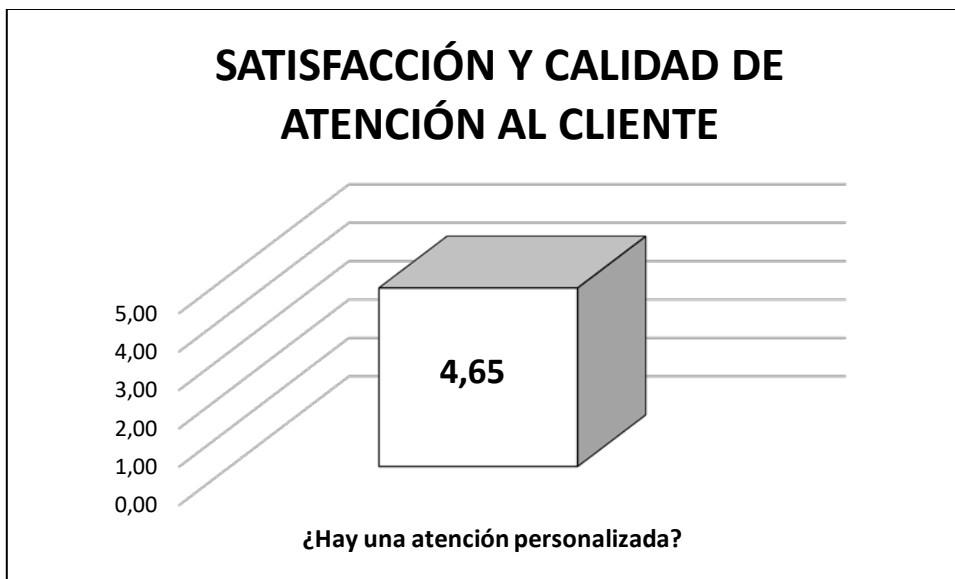 SATISFACCIÓN Y CALIDAD DE
ATENCIÓN AL CLIENTE
5,00
4,00
3,00
2,00
1,00
0,00
4,65
¿Hay una atención personalizada?